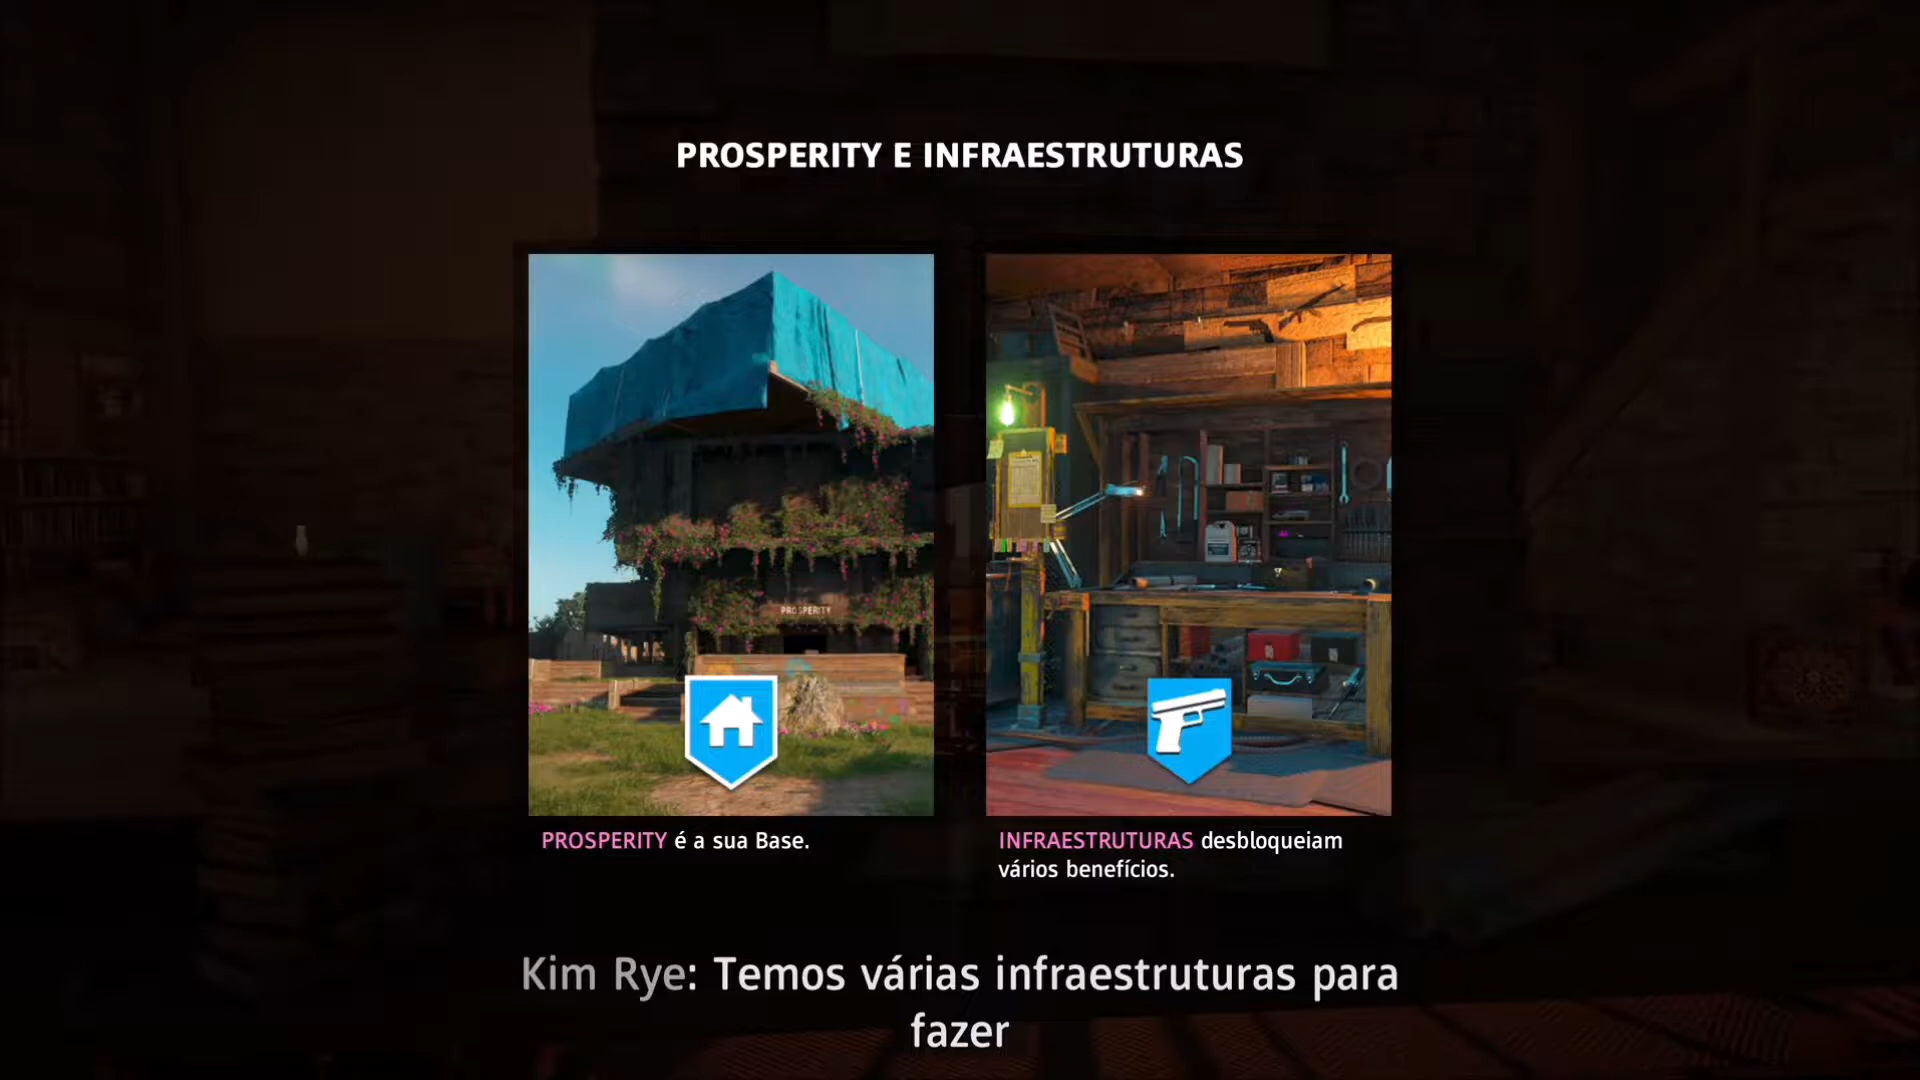 PROSPERITY E INFRAESTRUTURAS
PROSPERITY
PROSPERITY é a sua Base.
INFRAESTRUTURAS desbloqueiam
vários benefícios.
Kim Rye: Temos várias infraestruturas para
fazer